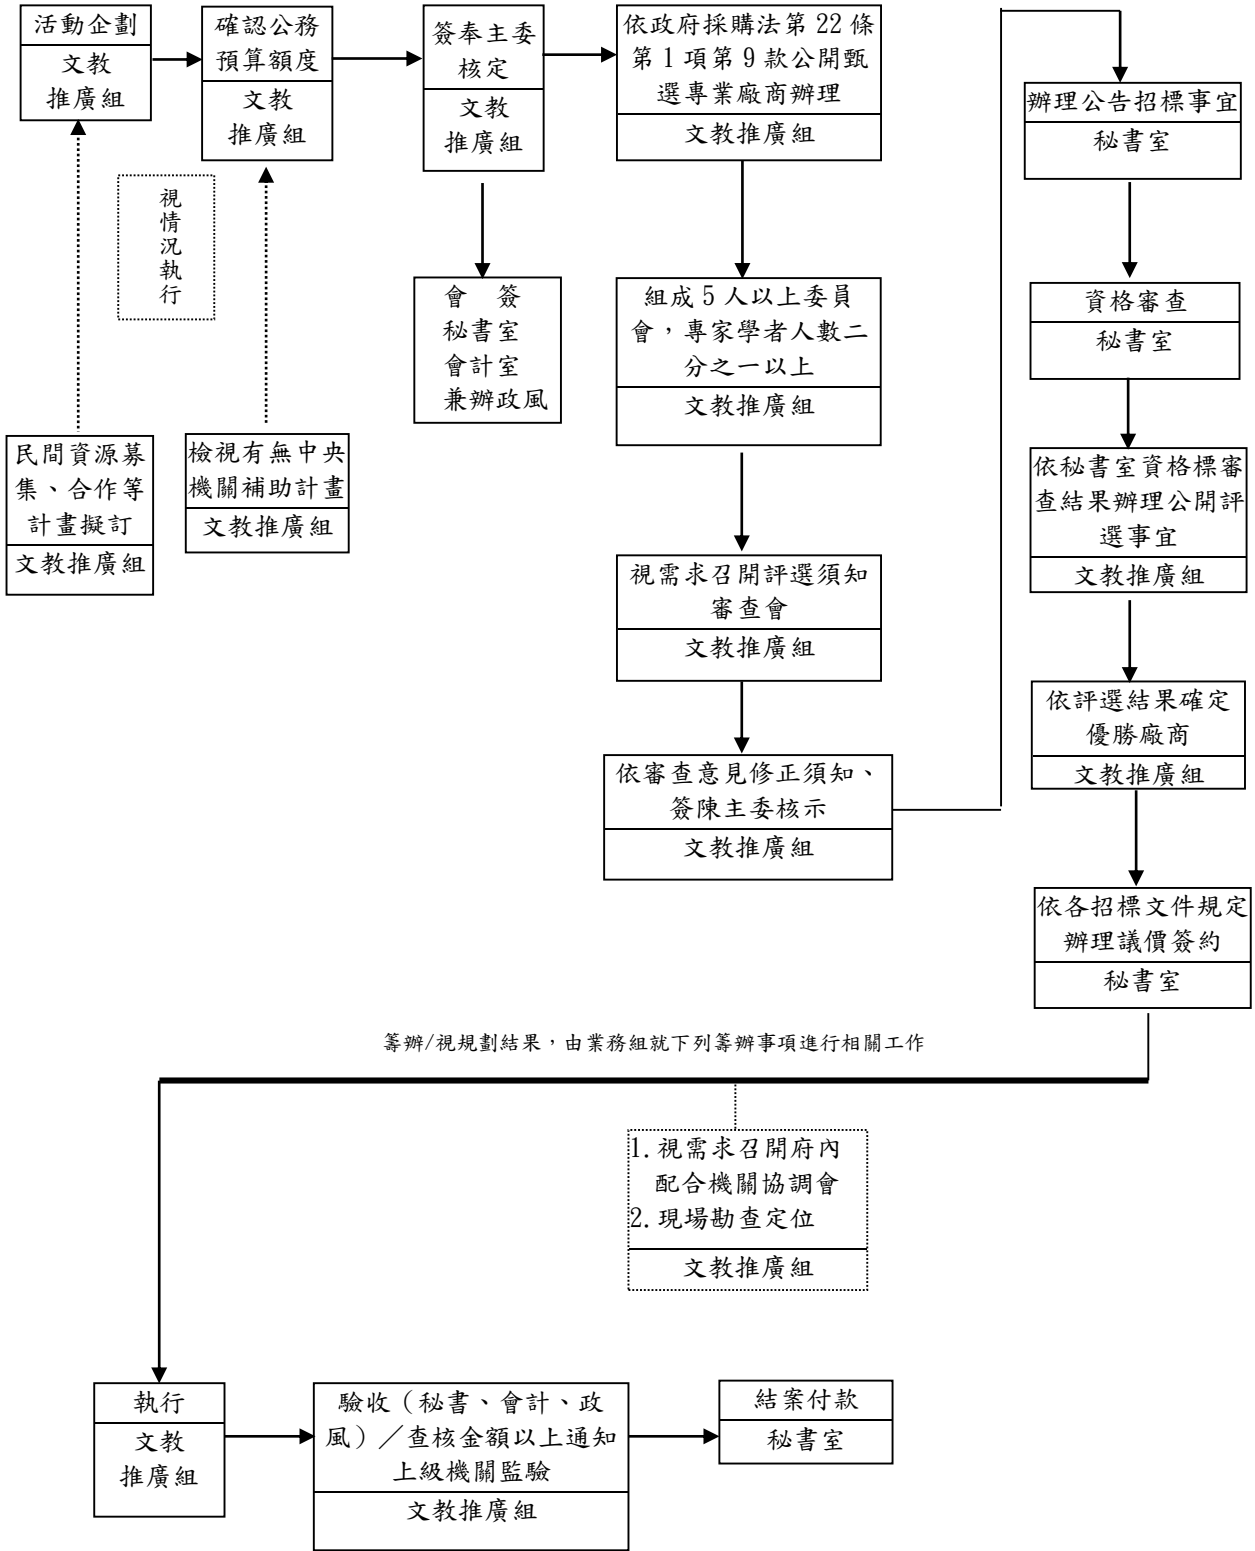 活動企劃
文教
推廣組
確認公務
預算額度
文教
推廣組
簽奉主委
核定
文教
推廣組
依政府採購法第 22 條
第 1 項第 9 款公開甄
選專業廠商辦理
文教推廣組
辦理公告招標事宜
秘書室
視
情
況
執
行
會　簽
秘書室
會計室
兼辦政風
組成 5 人以上委員
會，專家學者人數二
分之一以上
文教推廣組
資格審查
秘書室
民間資源募
集、合作等
計畫擬訂
文教推廣組
檢視有無中央
機關補助計畫
文教推廣組
依秘書室資格標審
查結果辦理公開評
選事宜
文教推廣組
視需求召開評選須知
審查會
文教推廣組
依評選結果確定
優勝廠商
文教推廣組
依審查意見修正須知、
簽陳主委核示
文教推廣組
依各招標文件規定
辦理議價簽約
秘書室
籌辦/視規劃結果，由業務組就下列籌辦事項進行相關工作
1. 視需求召開府內
配合機關協調會
2. 現場勘查定位
文教推廣組
執行
文教
推廣組
驗收（秘書、會計、政
風）／查核金額以上通知
上級機關監驗
文教推廣組
結案付款
秘書室